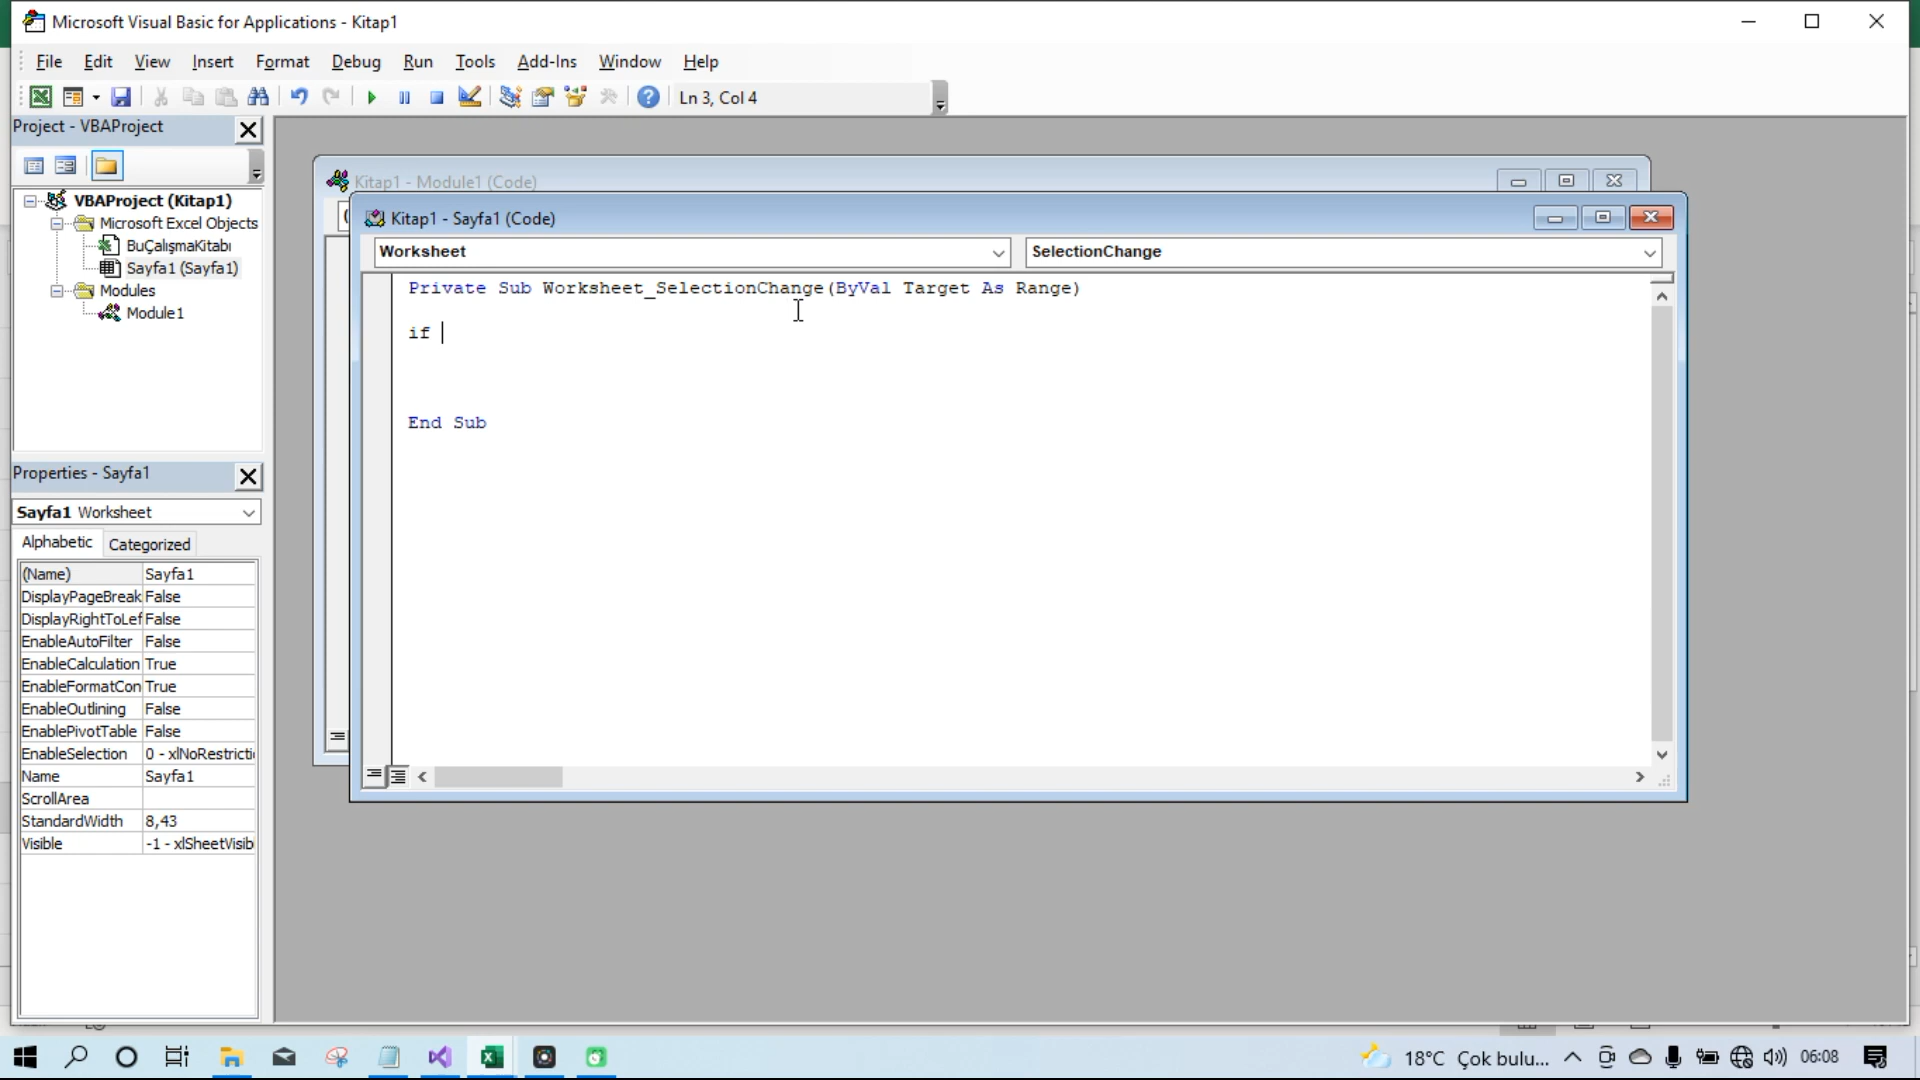 Microsoft Visual Basic for Applications - Kitap1
File Edit View Insert Format Debug Run Tools Add-Ins Window Help
Ln 3, Col 4
Project - VBAProject
VBAProject (Kitap1)
Microsoft Excel Objects
BuÇalışmaKitabı
Sayfa1 (Sayfa1)
Modules
Module1
Properties - Sayfa1
Sayfa1 Worksheet
Alphabetic Categorized
(Name) Sayfa1
DisplayPageBreak False
DisplayRightToLef False
EnableAutoFilter False
EnableCalculation True
EnableFormatCon True
EnableOutlining False
EnablePivotTable False
EnableSelection 0 - xlNoRestricti
Name Sayfa1
ScrollArea
StandardWidth 8,43
Visible -1 - xlSheetVisib
Kitap1 - Module1 (Code)
(
Kitap1 - Sayfa1 (Code)
Worksheet SelectionChange
Private Sub Worksheet_SelectionChange(ByVal Target As Range)
if
End Sub
18°C Çok bulu... 06:08